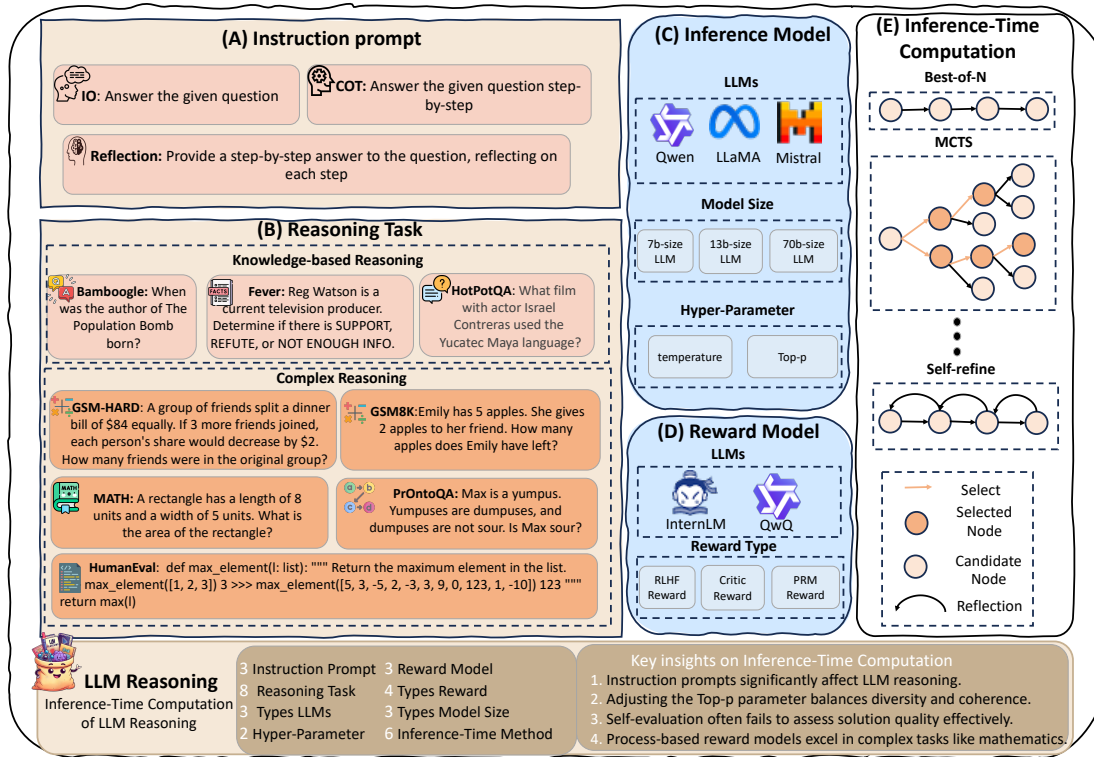 (A) Instruction prompt
IO: Answer the given question
COT: Answer the given question step-
by-step
Reflection: Provide a step-by-step answer to the question, reflecting on
each step
(B) Reasoning Task
Knowledge-based Reasoning
Bamboogle: When
was the author of The
Population Bomb
born?
FACTS
Fever: Reg Watson is a
current television producer.
Determine if there is SUPPORT,
REFUTE, or NOT ENOUGH INFO.
HotPotQA: What film
with actor Israel
Contreras used the
Yucatec Maya language?
Complex Reasoning
GSM-HARD: A group of friends split a dinner
bill of $84 equally. If 3 more friends joined,
each person's share would decrease by $2.
How many friends were in the original group?
GSM8K:Emily has 5 apples. She gives
2 apples to her friend. How many
apples does Emily have left?
MATH
MATH: A rectangle has a length of 8
units and a width of 5 units. What is
the area of the rectangle?
a b
c d
PrOntoQA: Max is a yumpus.
Yumpuses are dumpuses, and
dumpuses are not sour. Is Max sour?
HumanEval: def max_element(l: list): """ Return the maximum element in the list.
max_element([1, 2, 3]) 3 >>> max_element([5, 3, -5, 2, -3, 3, 9, 0, 123, 1, -10]) 123 """
return max(l)
(C) Inference Model
LLMs
Qwen LLaMA Mistral
Model Size
7b-size
LLM
13b-size
LLM
70b-size
LLM
Hyper-Parameter
temperature
Top-p
(D) Reward Model
LLMs
InternLM QwQ
Reward Type
RLHF
Reward
Critic
Reward
PRM
Reward
(E) Inference-Time
Computation
Best-of-N
MCTS
Self-refine
Select
Selected
Node
Candidate
Node
Reflection
LLM Reasoning
Inference-Time Computation
of LLM Reasoning
3 Instruction Prompt
8 Reasoning Task
3 Types LLMs
2 Hyper-Parameter
3 Reward Model
4 Types Reward
3 Types Model Size
6 Inference-Time Method
Key insights on Inference-Time Computation
1. Instruction prompts significantly affect LLM reasoning.
2. Adjusting the Top-p parameter balances diversity and coherence.
3. Self-evaluation often fails to assess solution quality effectively.
4. Process-based reward models excel in complex tasks like mathematics.